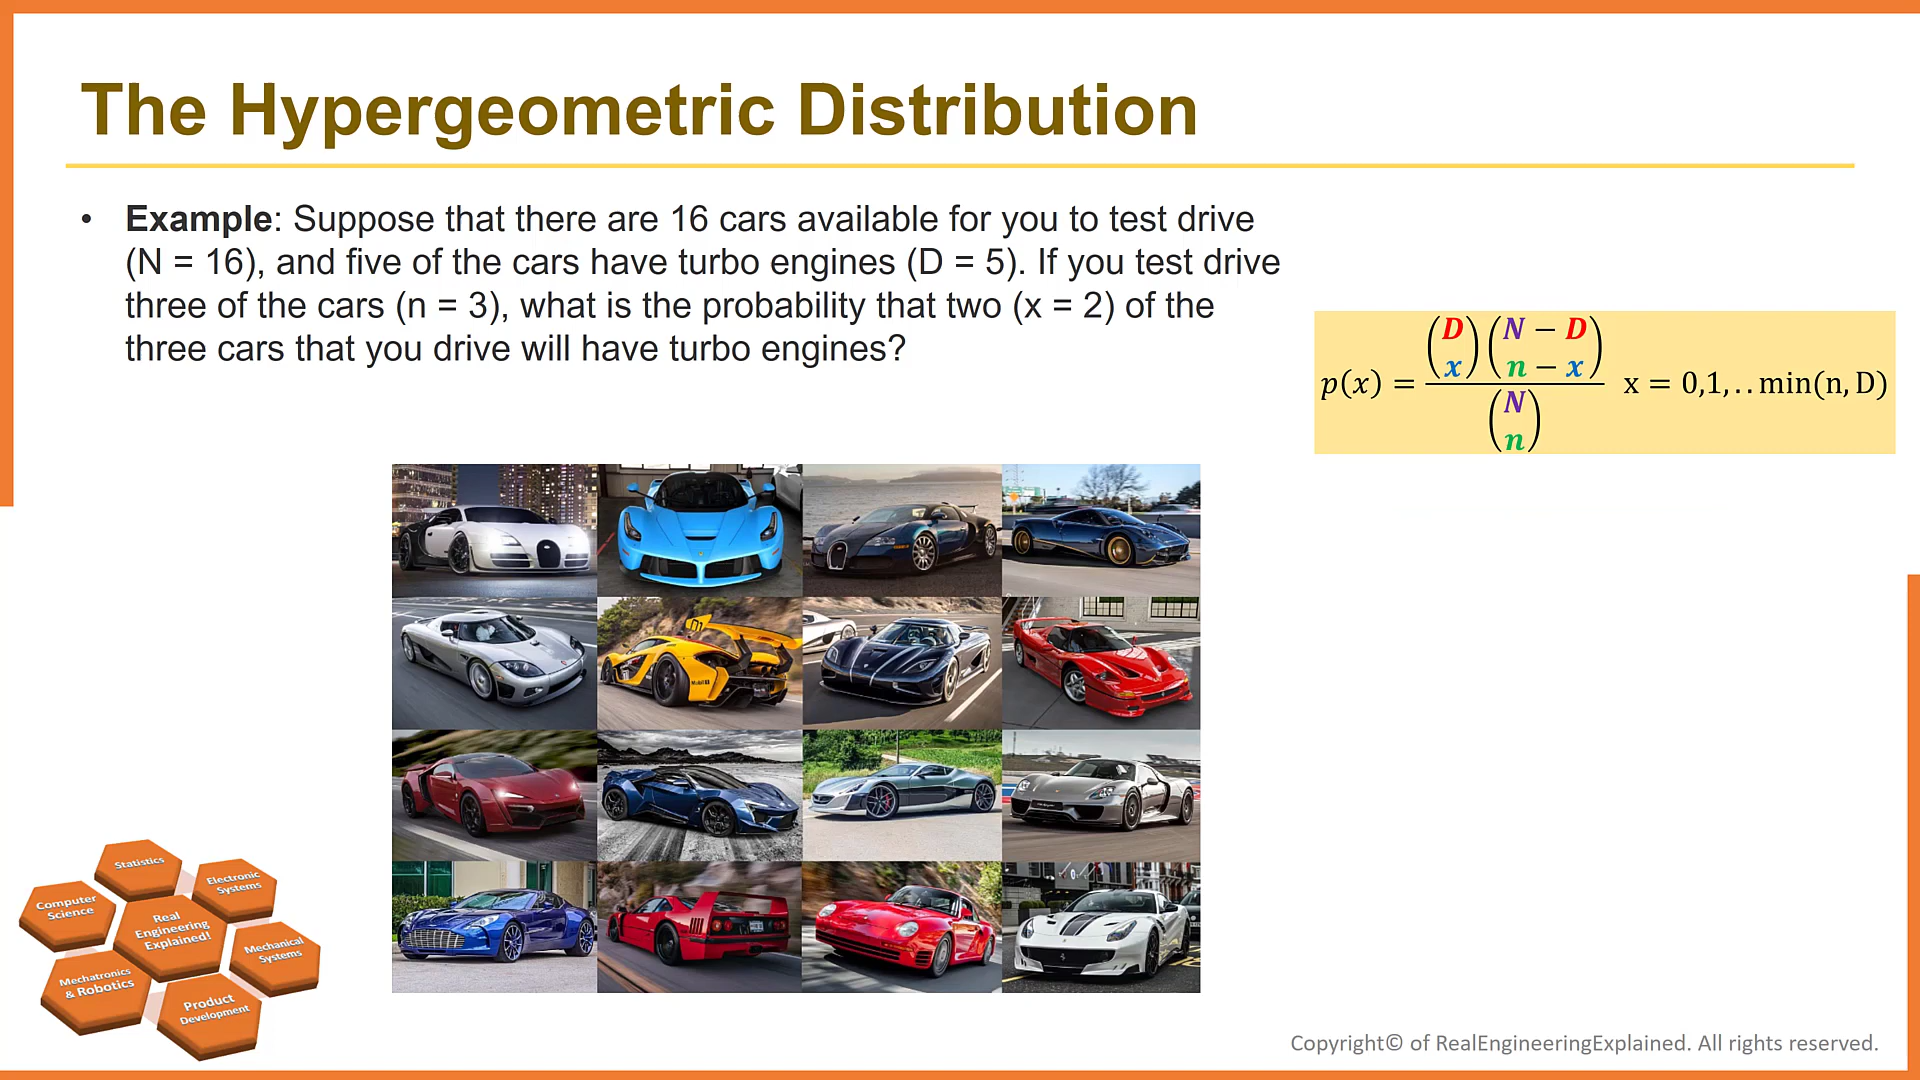 The Hypergeometric Distribution
• Example: Suppose that there are 16 cars available for you to test drive
(N = 16), and five of the cars have turbo engines (D = 5). If you test drive
three of the cars (n = 3), what is the probability that two (x = 2) of the
three cars that you drive will have turbo engines?
p(x) = (D x)(N − D n − x) / (N n) x = 0,1,..min(n, D)
Statistics
Electronic
Systems
Computer
Science
Real
Engineering
Explained!
Mechanical
Systems
Mechatronics
& Robotics
Product
Development
Copyright© of RealEngineeringExplained. All rights reserved.